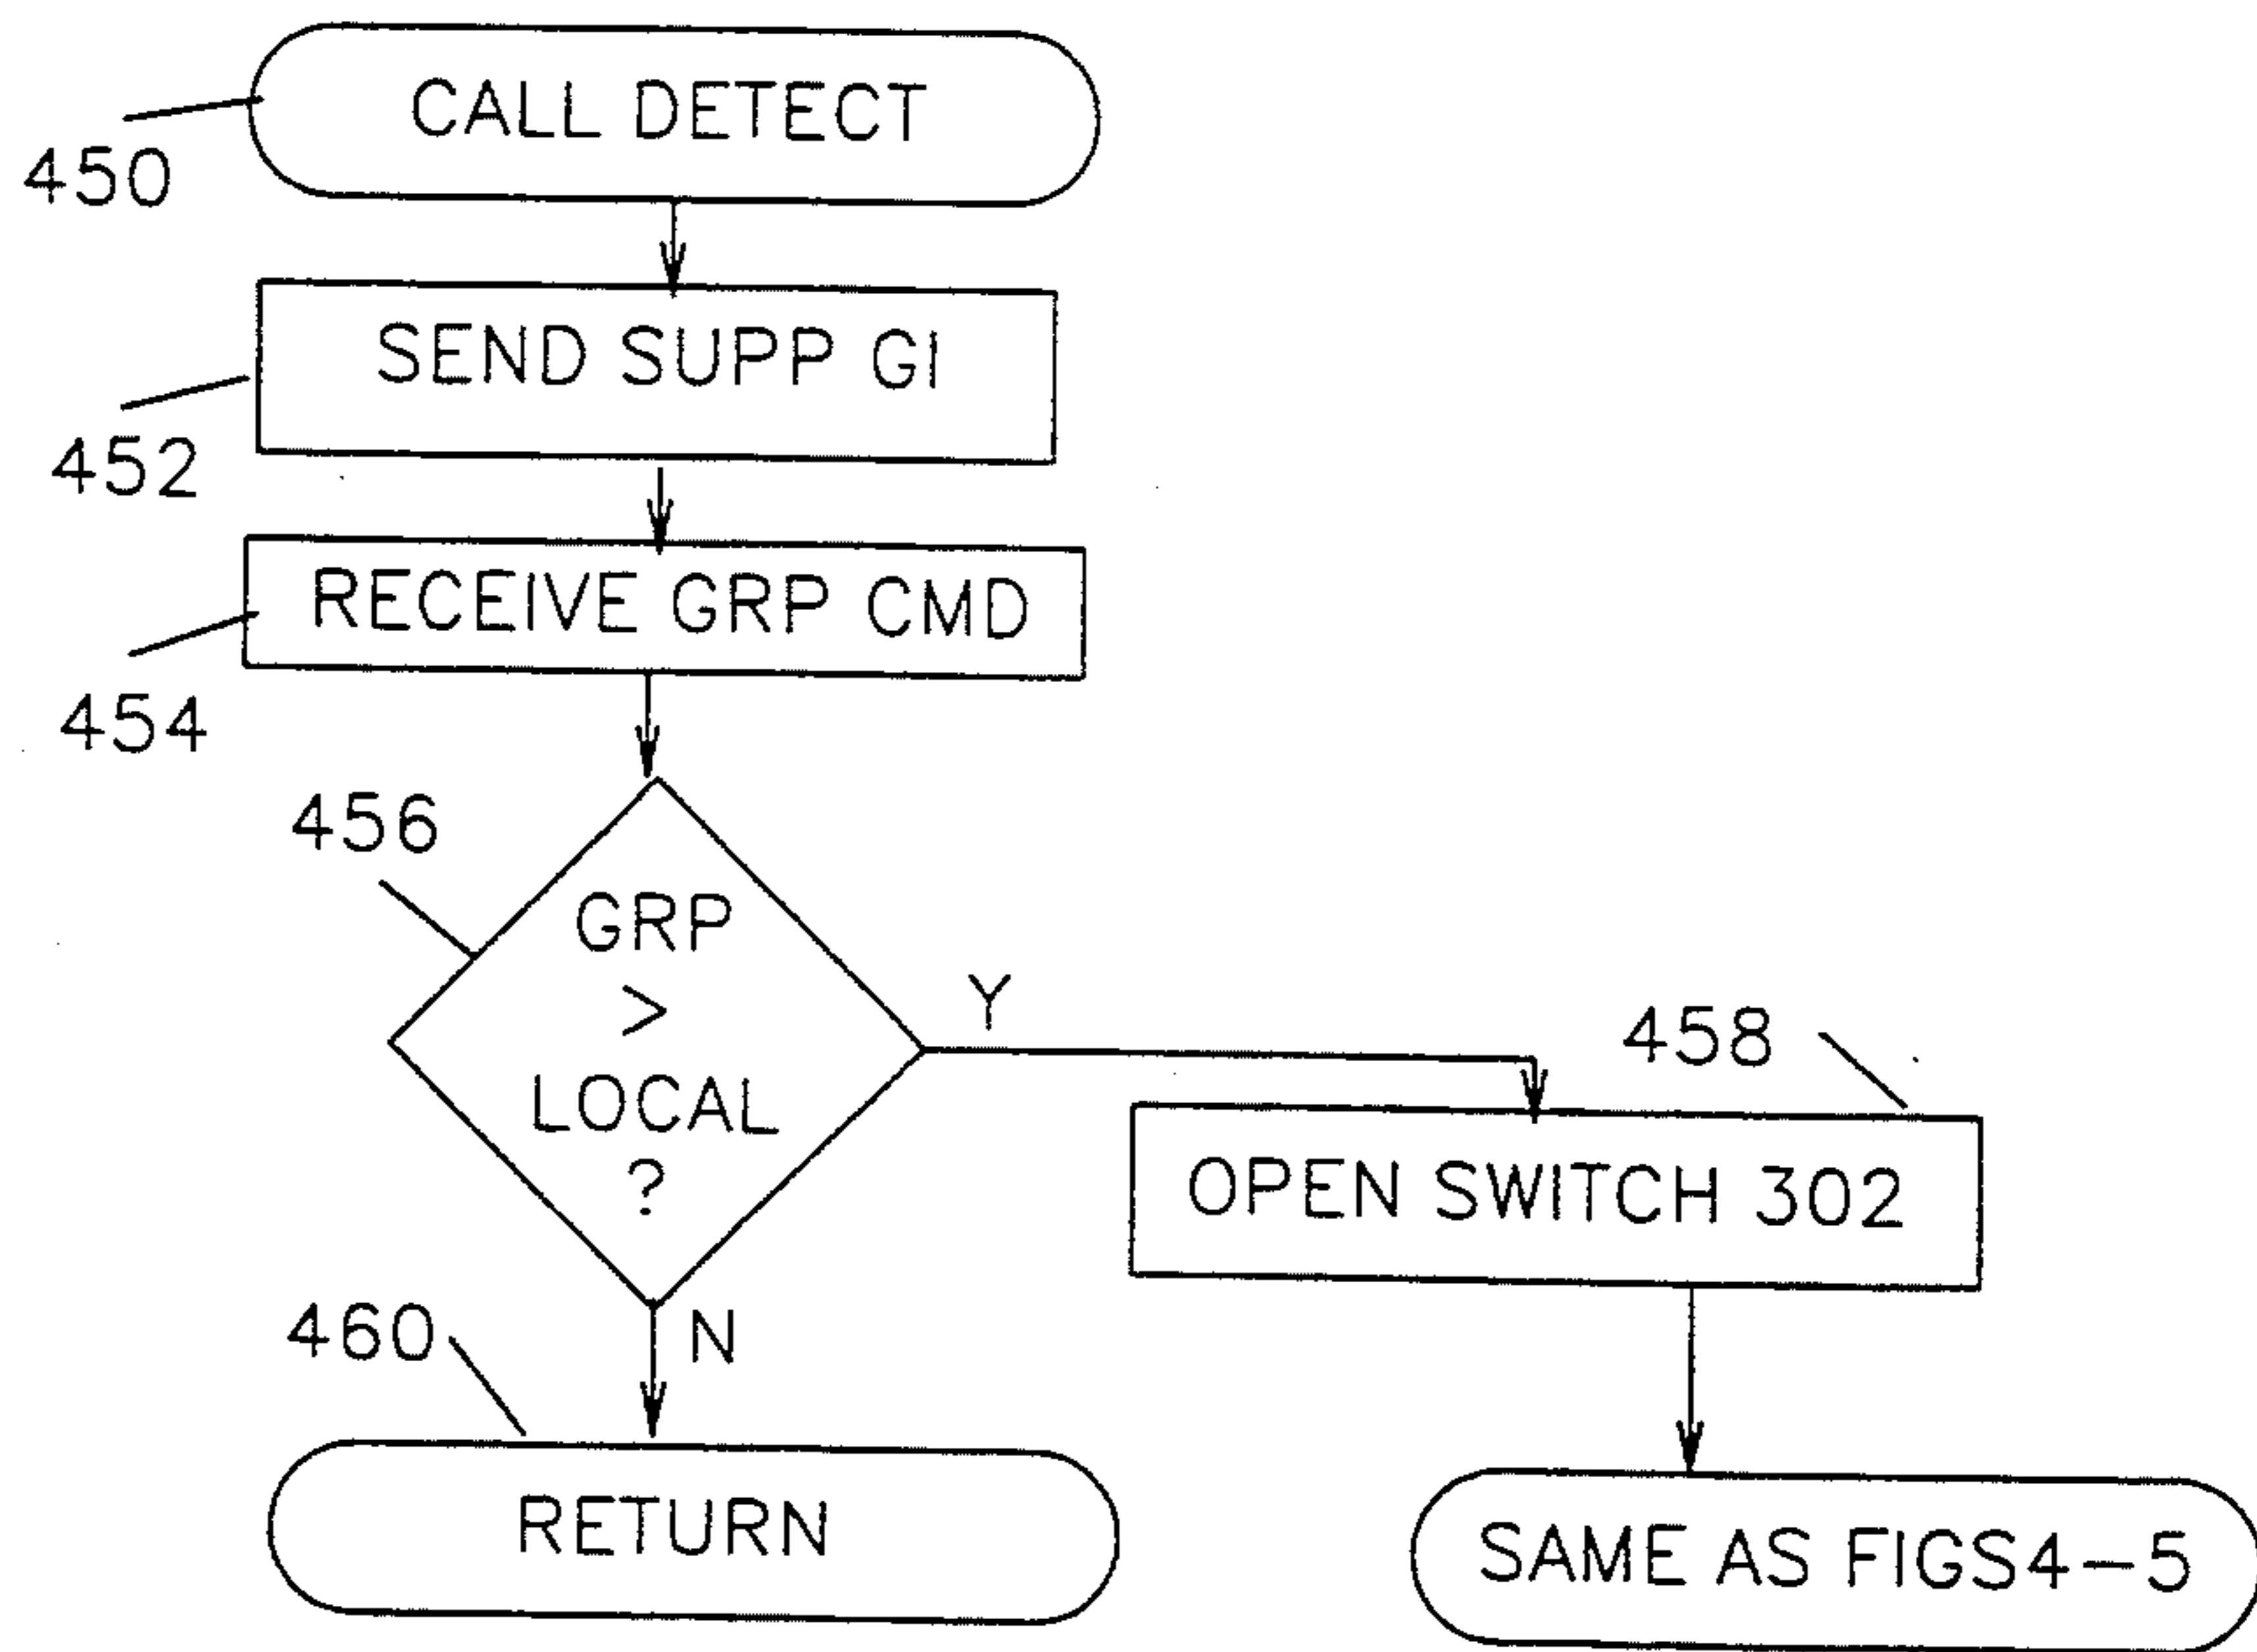 CALL DETECT
450
SEND SUPP GI
452
RECEIVE GRP CMD
454
456
GRP
>
LOCAL
?
Y
458
OPEN SWITCH 302
460
N
RETURN
SAME AS FIGS4-5